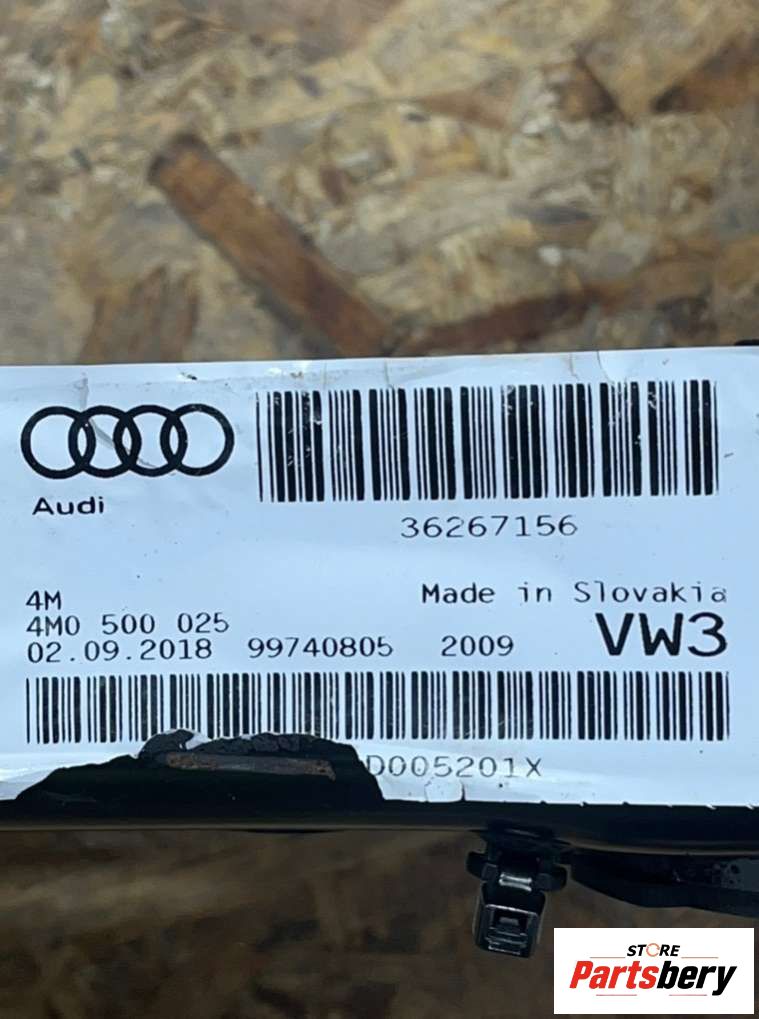 Audi
36267156
4M
Made in Slovakia
4M0 500 025
VW3
02.09.2018 99740805 2009
D005201X
STORE
Partsbery